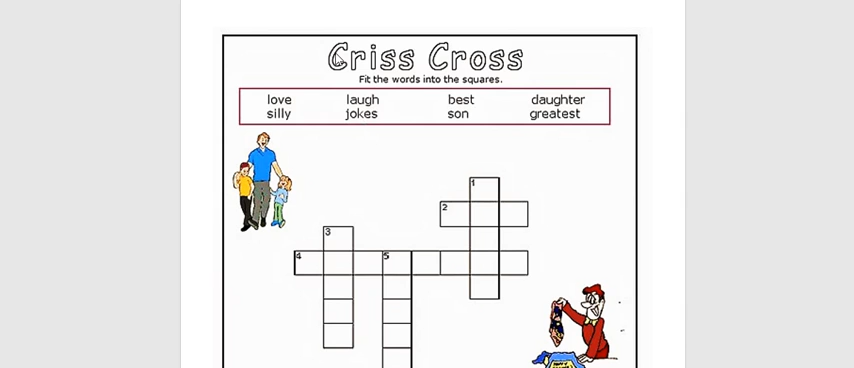 Criss Cross
Fit the words into the squares.
love laugh best daughter
silly jokes son greatest
1
2
3
4 5